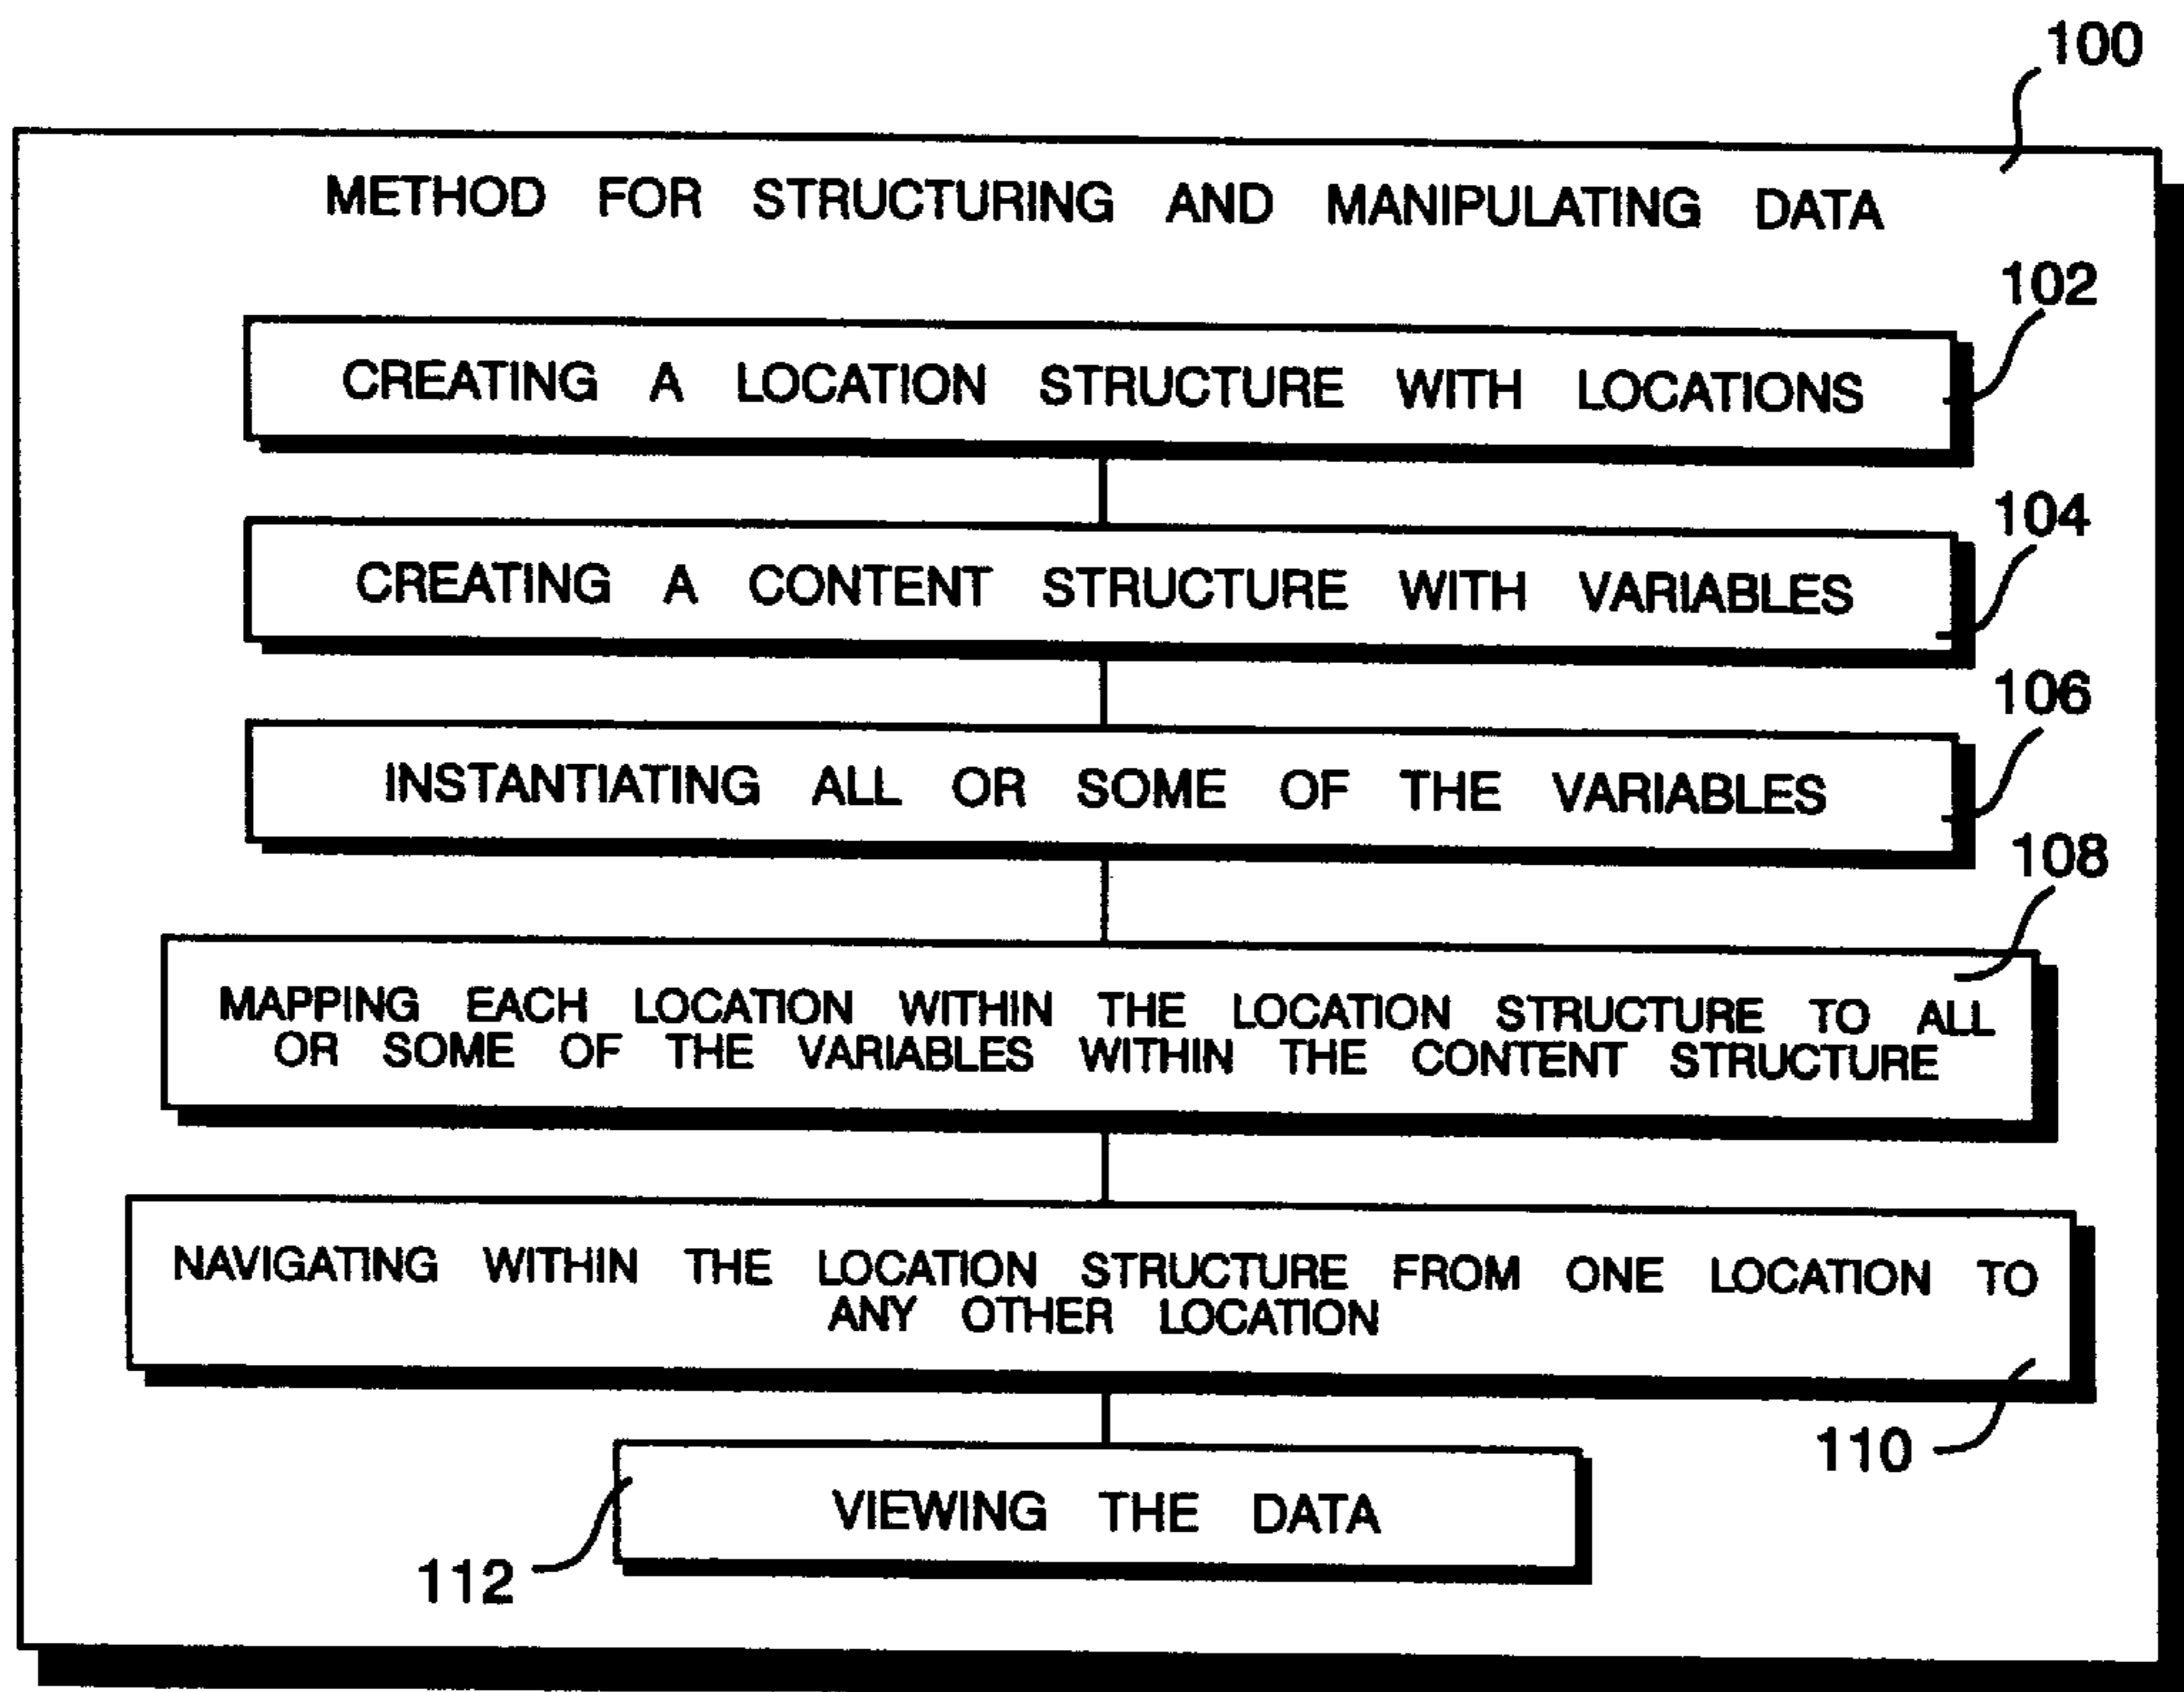 100
METHOD FOR STRUCTURING AND MANIPULATING DATA
102
CREATING A LOCATION STRUCTURE WITH LOCATIONS
104
CREATING A CONTENT STRUCTURE WITH VARIABLES
106
INSTANTIATING ALL OR SOME OF THE VARIABLES
108
MAPPING EACH LOCATION WITHIN THE LOCATION STRUCTURE TO ALL
OR SOME OF THE VARIABLES WITHIN THE CONTENT STRUCTURE
NAVIGATING WITHIN THE LOCATION STRUCTURE FROM ONE LOCATION TO
ANY OTHER LOCATION
110
VIEWING THE DATA
112